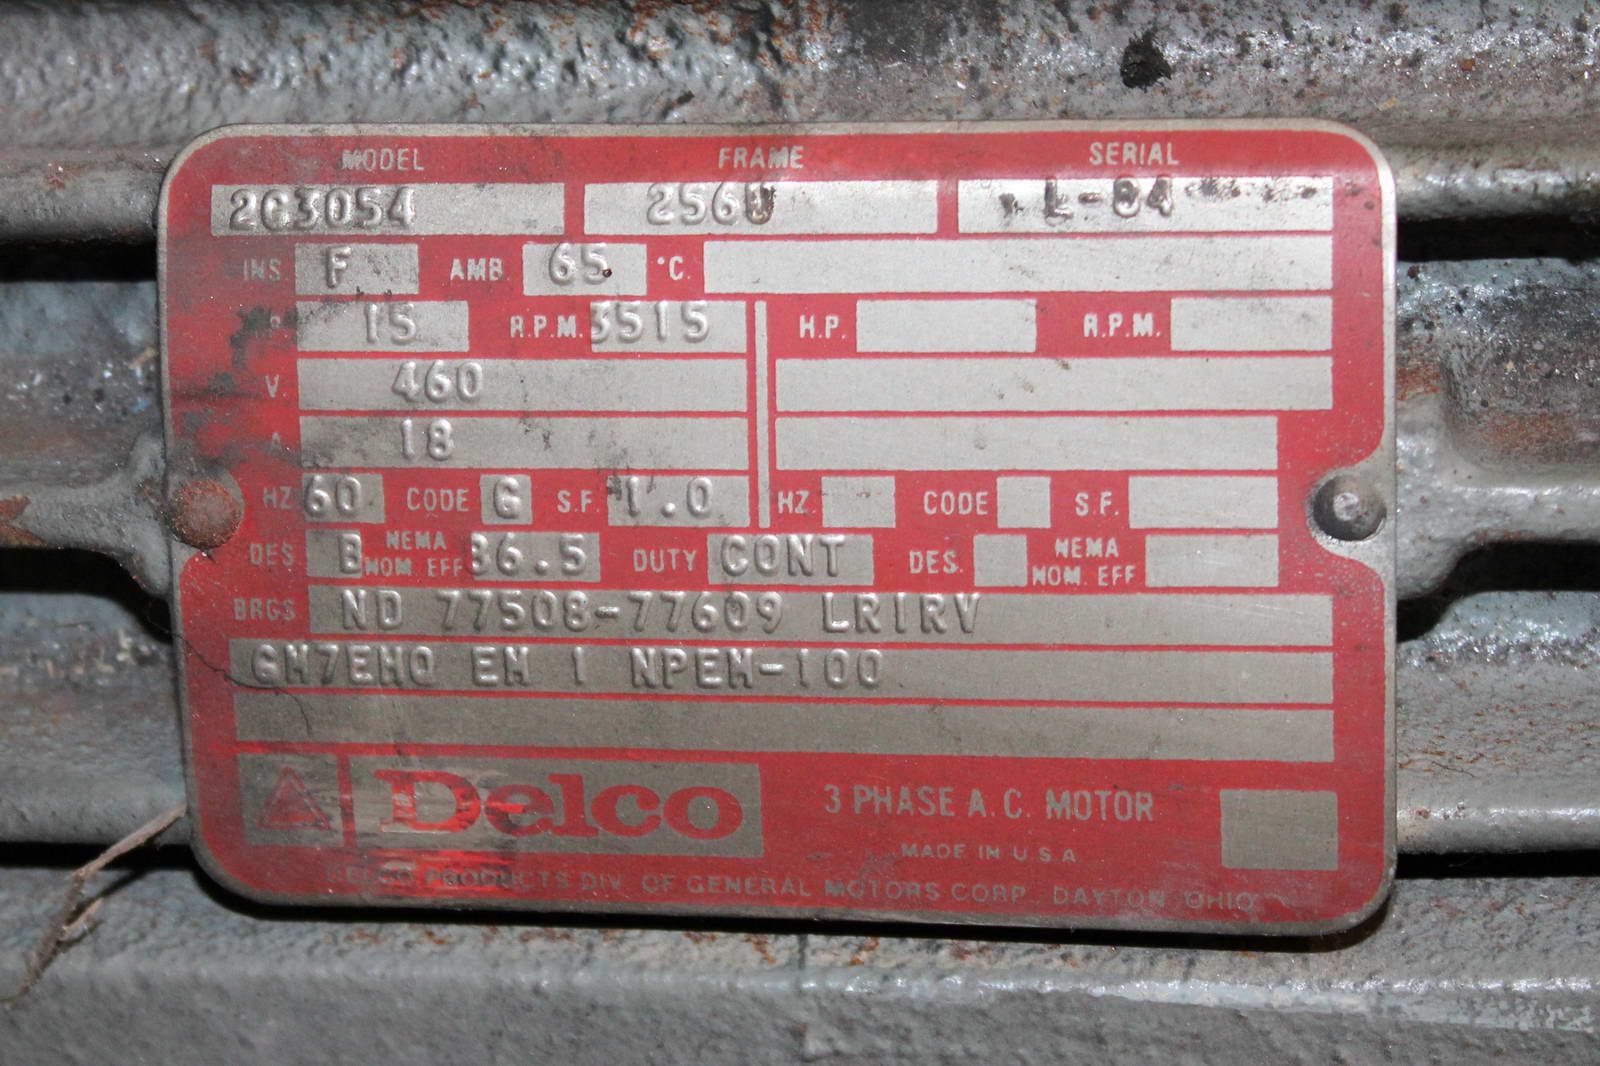 MODEL FRAME SERIAL
2G3054 256U L-84
INS F AMB. 65 °C.
15 R.P.M. 3515 H.P. R.P.M.
V. 460
A 18
HZ 60 CODE G S.F. 1.0 HZ. CODE S.F.
DES B NEMA NOM. EFF 86.5 DUTY CONT DES. NEMA NOM. EFF
BRGS ND 77508-77609 LRIRV
GM7EHQ EM 1 NPEM-100
Delco 3 PHASE A.C. MOTOR
MADE IN U.S.A.
DELCO PRODUCTS DIV. OF GENERAL MOTORS CORP. DAYTON, OHIO